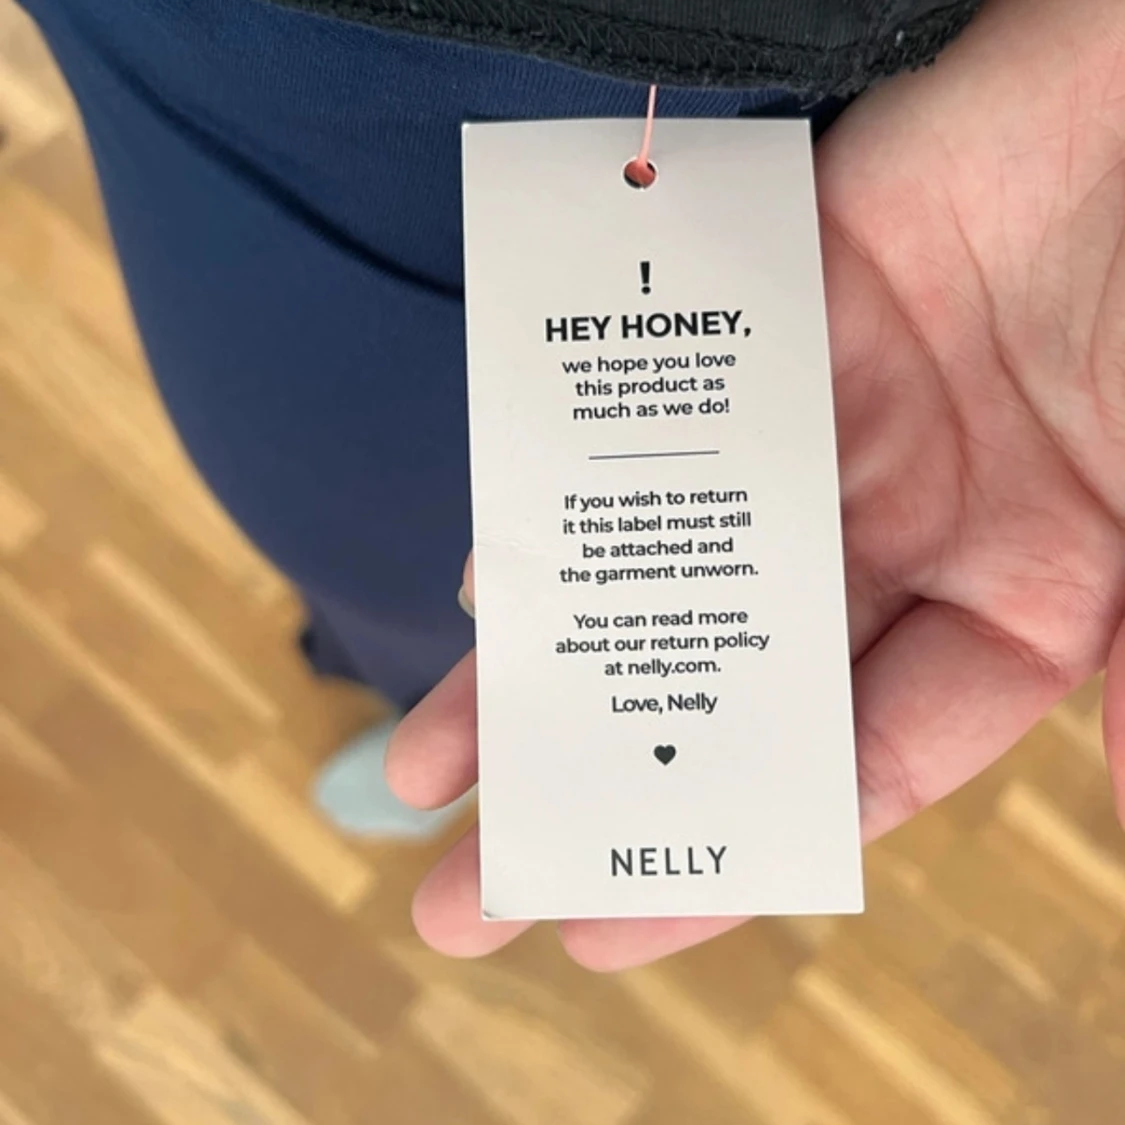 !
HEY HONEY,
we hope you love
this product as
much as we do!
If you wish to return
it this label must still
be attached and
the garment unworn.
You can read more
about our return policy
at nelly.com.
Love, Nelly
NELLY